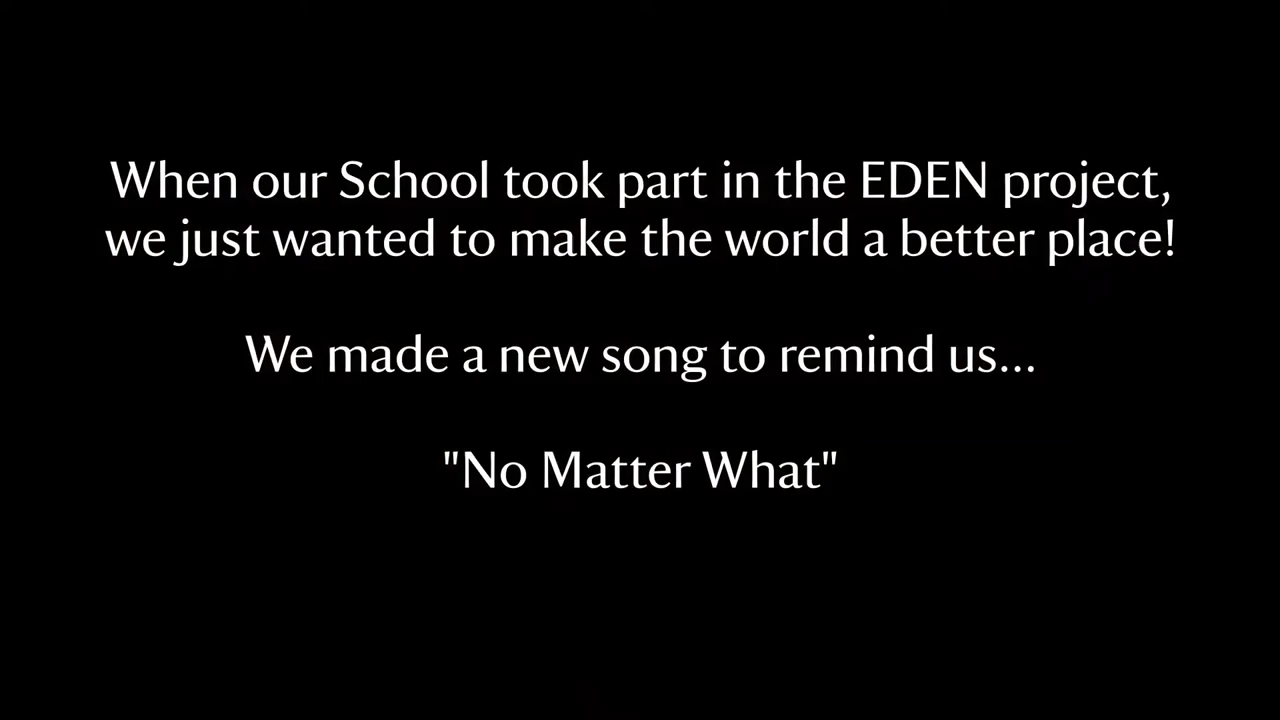 When our School took part in the EDEN project,
we just wanted to make the world a better place!
We made a new song to remind us...
"No Matter What"